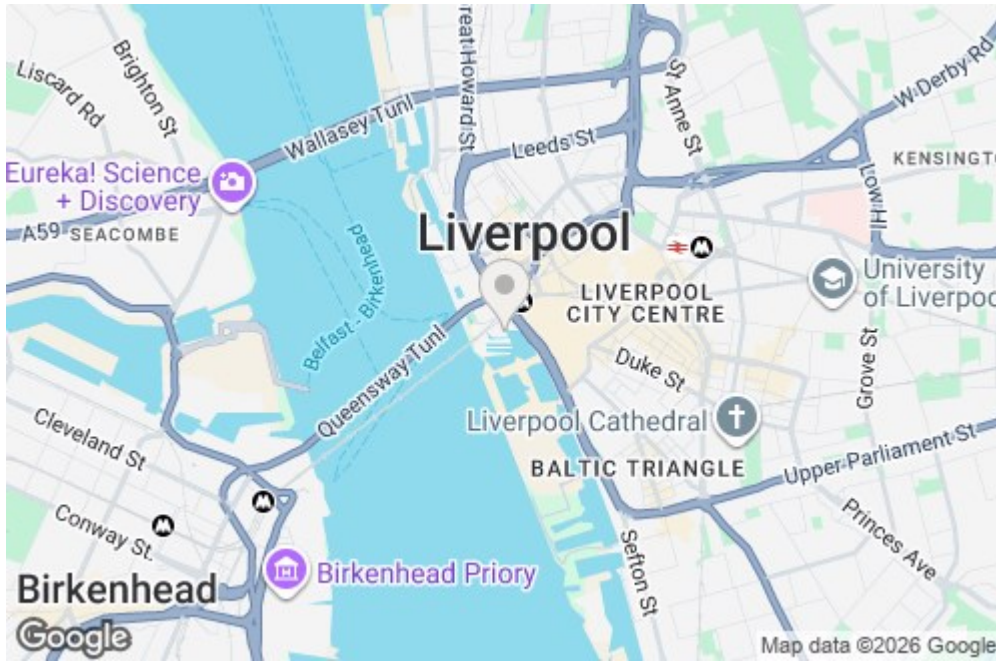 Liscard Rd
Brighton St
Wallasey Tunl
reat Howard St
Leeds St
St Anne St
W Derby Rd
KENSINGTO
Low Hill
Eureka! Science
+ Discovery
A59
SEACOMBE
Belfast - Birkenhead
Liverpool
LIVERPOOL
CITY CENTRE
University
of Liverpoo
Queensway Tunl
Duke St
Grove St
Cleveland St
Liverpool Cathedral
BALTIC TRIANGLE
Upper Parliament St
Conway St.
Princes Ave
Sefton St
Birkenhead Priory
Birkenhead
Google
Map data ©2026 Google